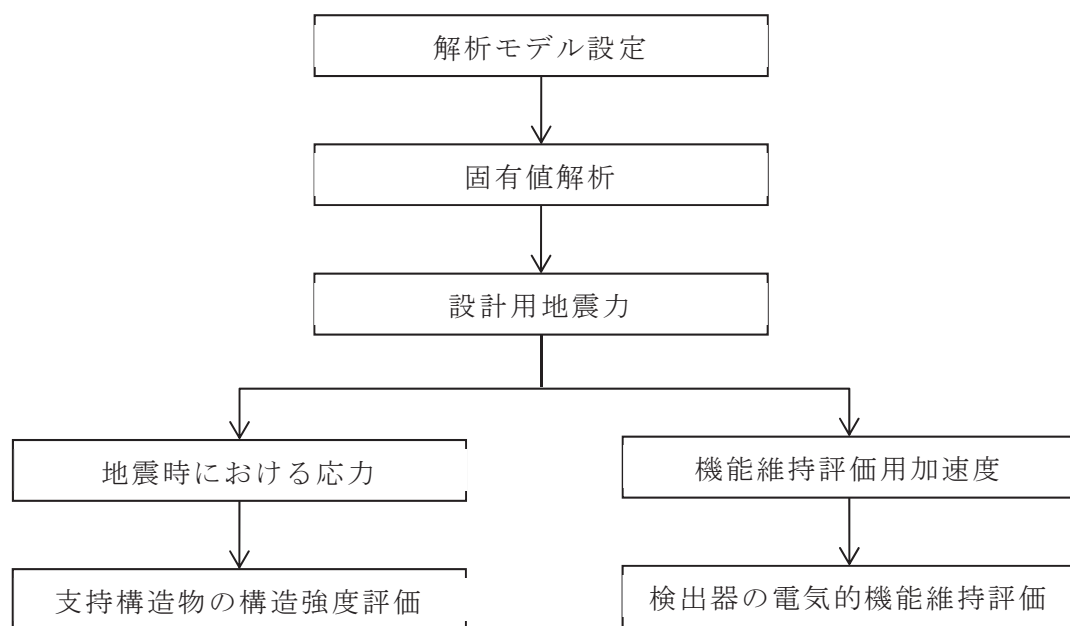 解析モデル設定
固有値解析
設計用地震力
地震時における応力
機能維持評価用加速度
支持構造物の構造強度評価
検出器の電気的機能維持評価